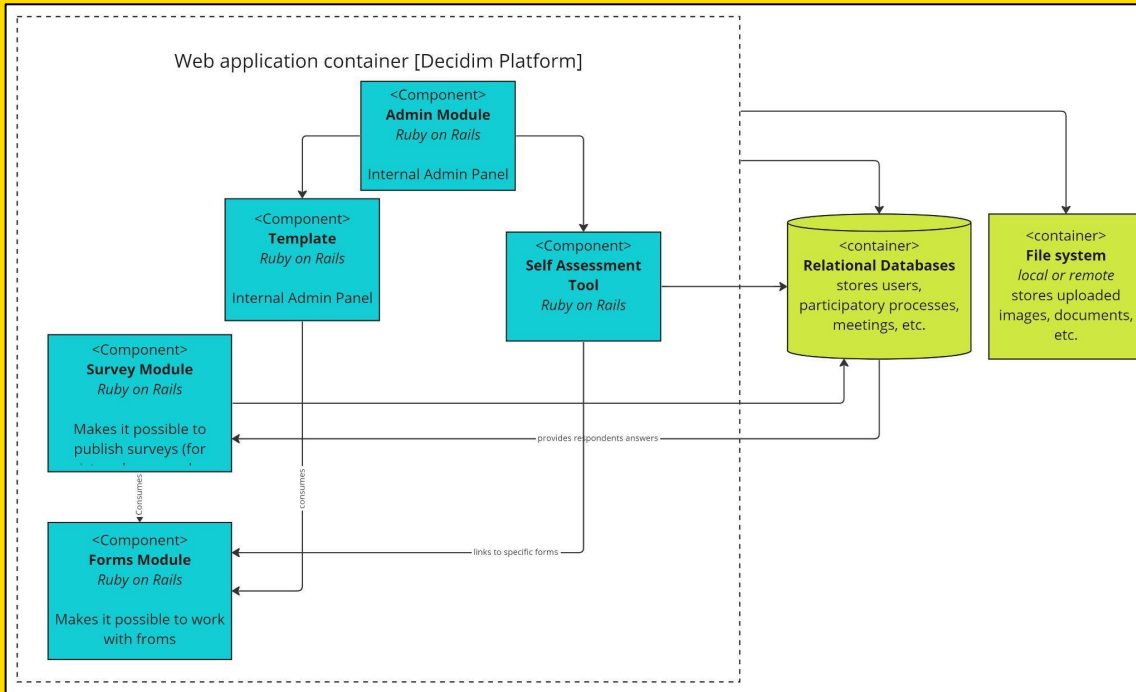 Web application container [Decidim Platform]
<Component>
Admin Module
Ruby on Rails
Internal Admin Panel
<Component>
Template
Ruby on Rails
Internal Admin Panel
<Component>
Self Assessment
Tool
Ruby on Rails
<container>
Relational Databases
stores users,
participatory processes,
meetings, etc.
<container>
File system
local or remote
stores uploaded
images, documents,
etc.
<Component>
Survey Module
Ruby on Rails
Makes it possible to
publish surveys (for
provides respondents answers
Consumes
consumes
links to specific forms
<Component>
Forms Module
Ruby on Rails
Makes it possible to work
with froms